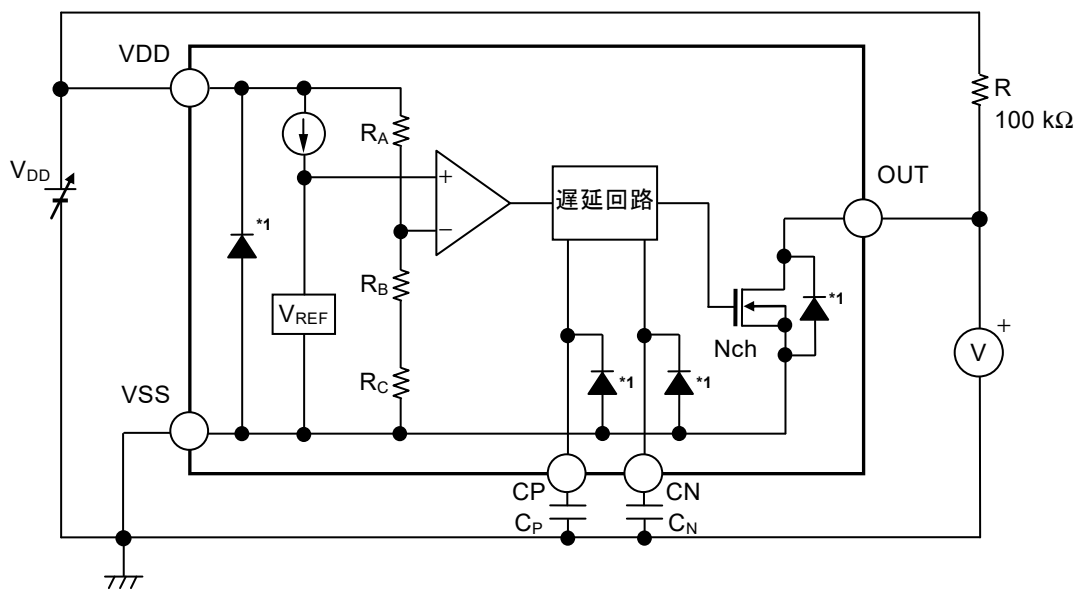 VDD
R
100 kΩ
RA
VDD
OUT
+
遅延回路
−
*1
RB
*1
+
VREF
V
Nch
RC
*1
*1
VSS
CP
CN
CP
CN